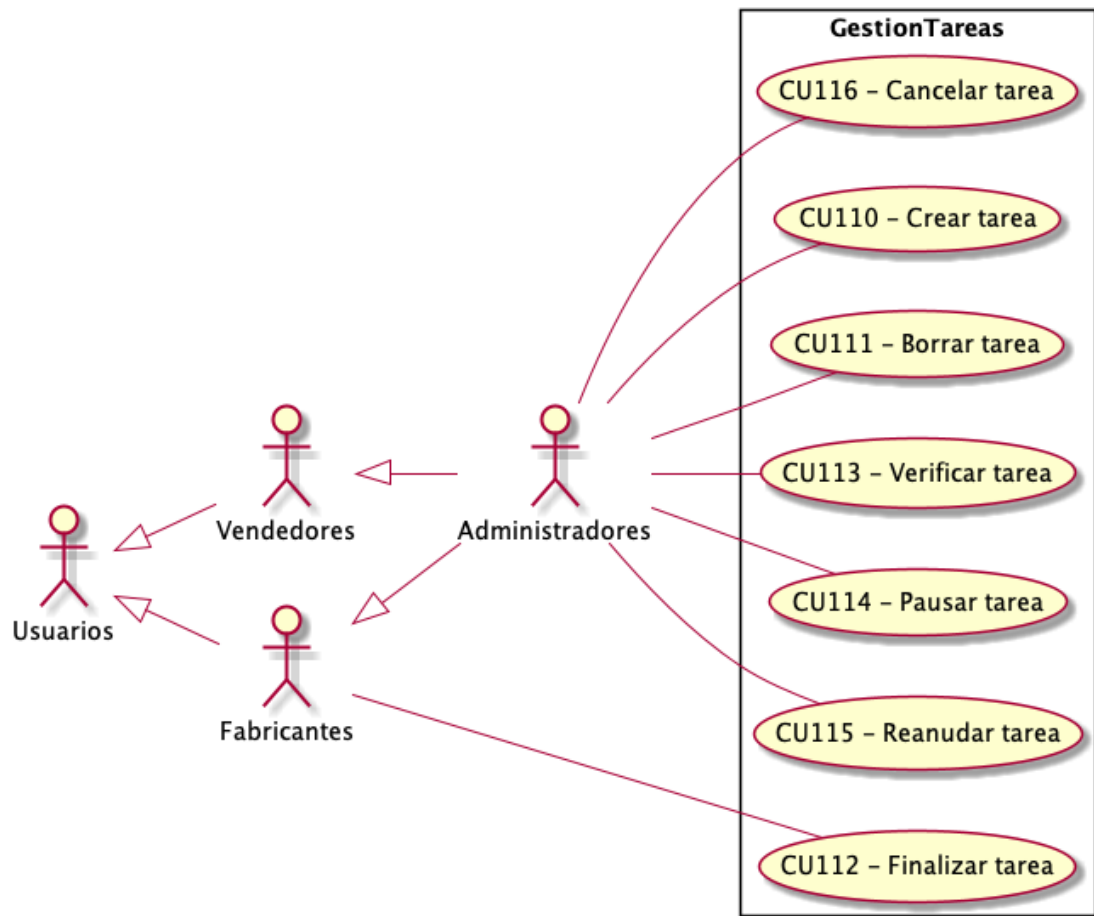 GestionTareas
CU116 – Cancelar tarea
CU110 – Crear tarea
CU111 – Borrar tarea
CU113 – Verificar tarea
Vendedores
Administradores
CU114 – Pausar tarea
Usuarios
Fabricantes
CU115 – Reanudar tarea
CU112 – Finalizar tarea